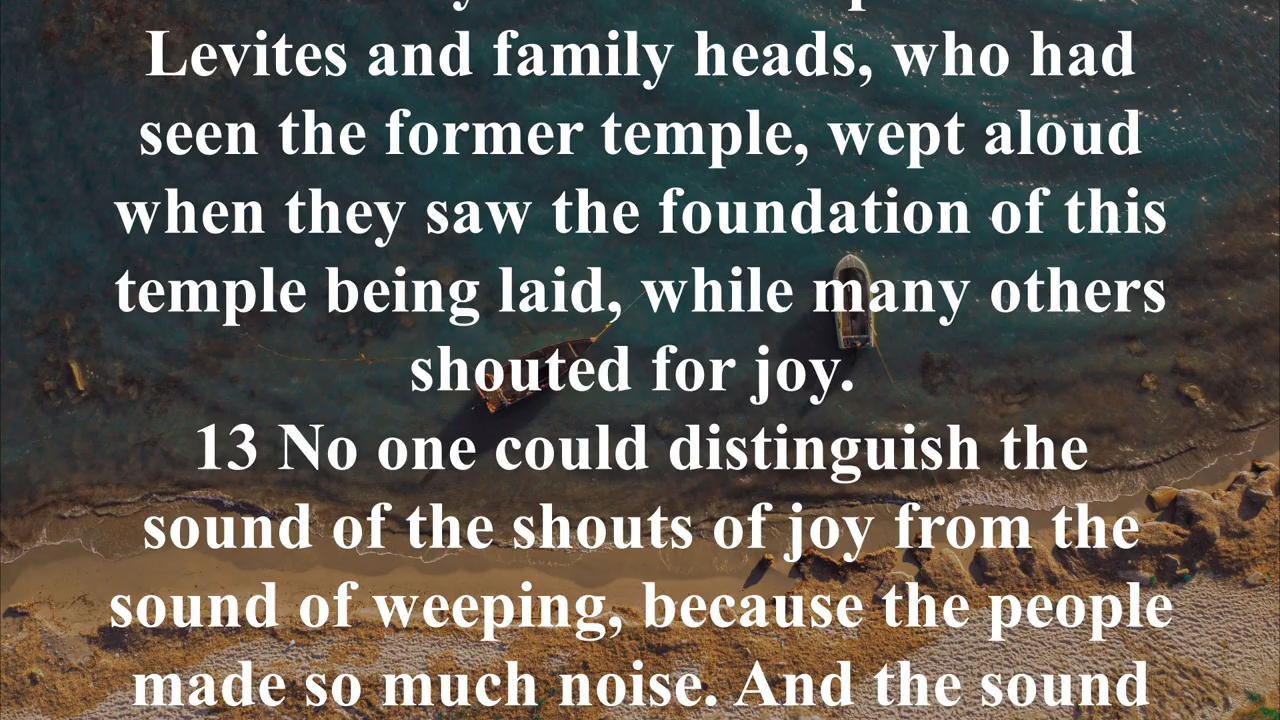 Levites and family heads, who had
seen the former temple, wept aloud
when they saw the foundation of this
temple being laid, while many others
shouted for joy.
13 No one could distinguish the
sound of the shouts of joy from the
sound of weeping, because the people
made so much noise. And the sound